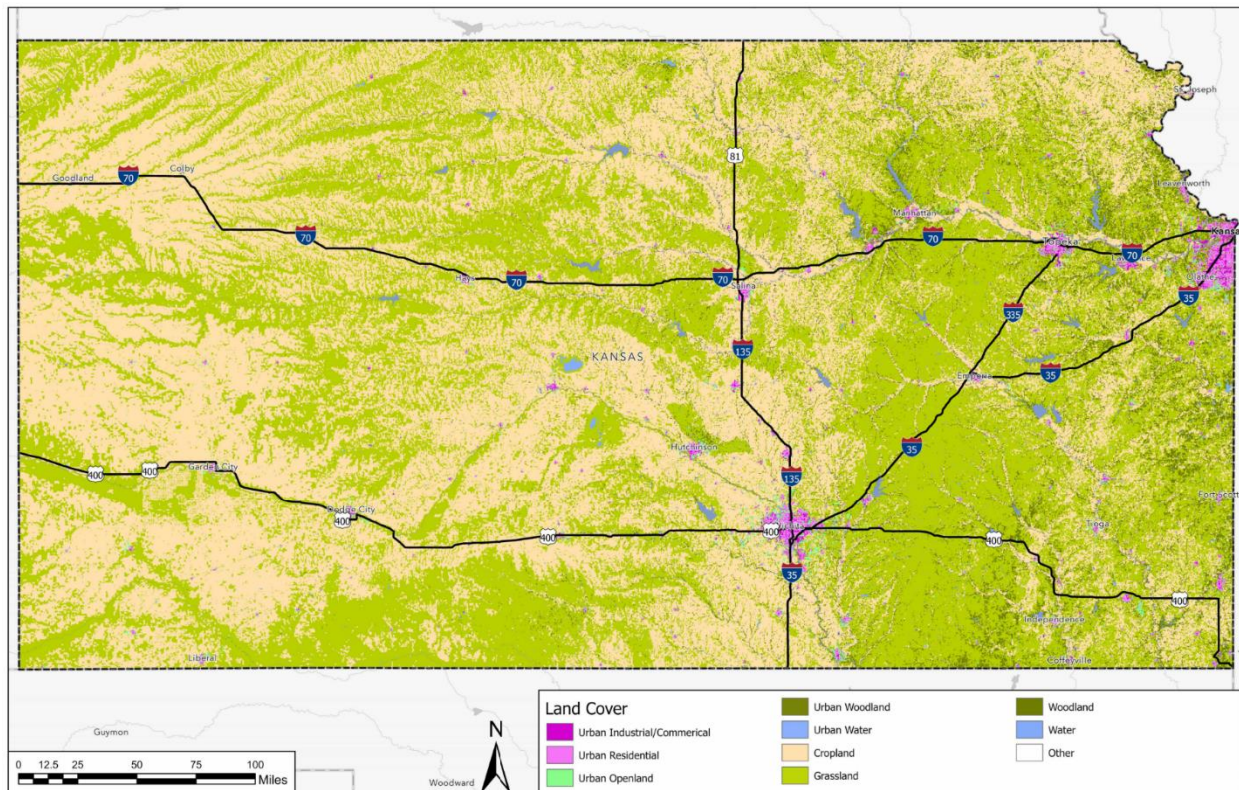 St. Joseph
81
Goodland
70
Colby
Leavenworth
Manhattan
70
70
Topeka
70
Kansas
Hays
70
70
Salina
Olathe
35
335
135
KANSAS
Emporia
35
Hutchinson
35
400
400
Garden City
135
Dodge City
400
400
400
400
Tioga
35
400
Independence
Liberal
Coffeyville
Guymon
Woodward
N
0 12.5 25 50 75 100
Miles
Land Cover
Urban Industrial/Commerical
Urban Residential
Urban Openland
Urban Woodland
Urban Water
Cropland
Grassland
Woodland
Water
Other